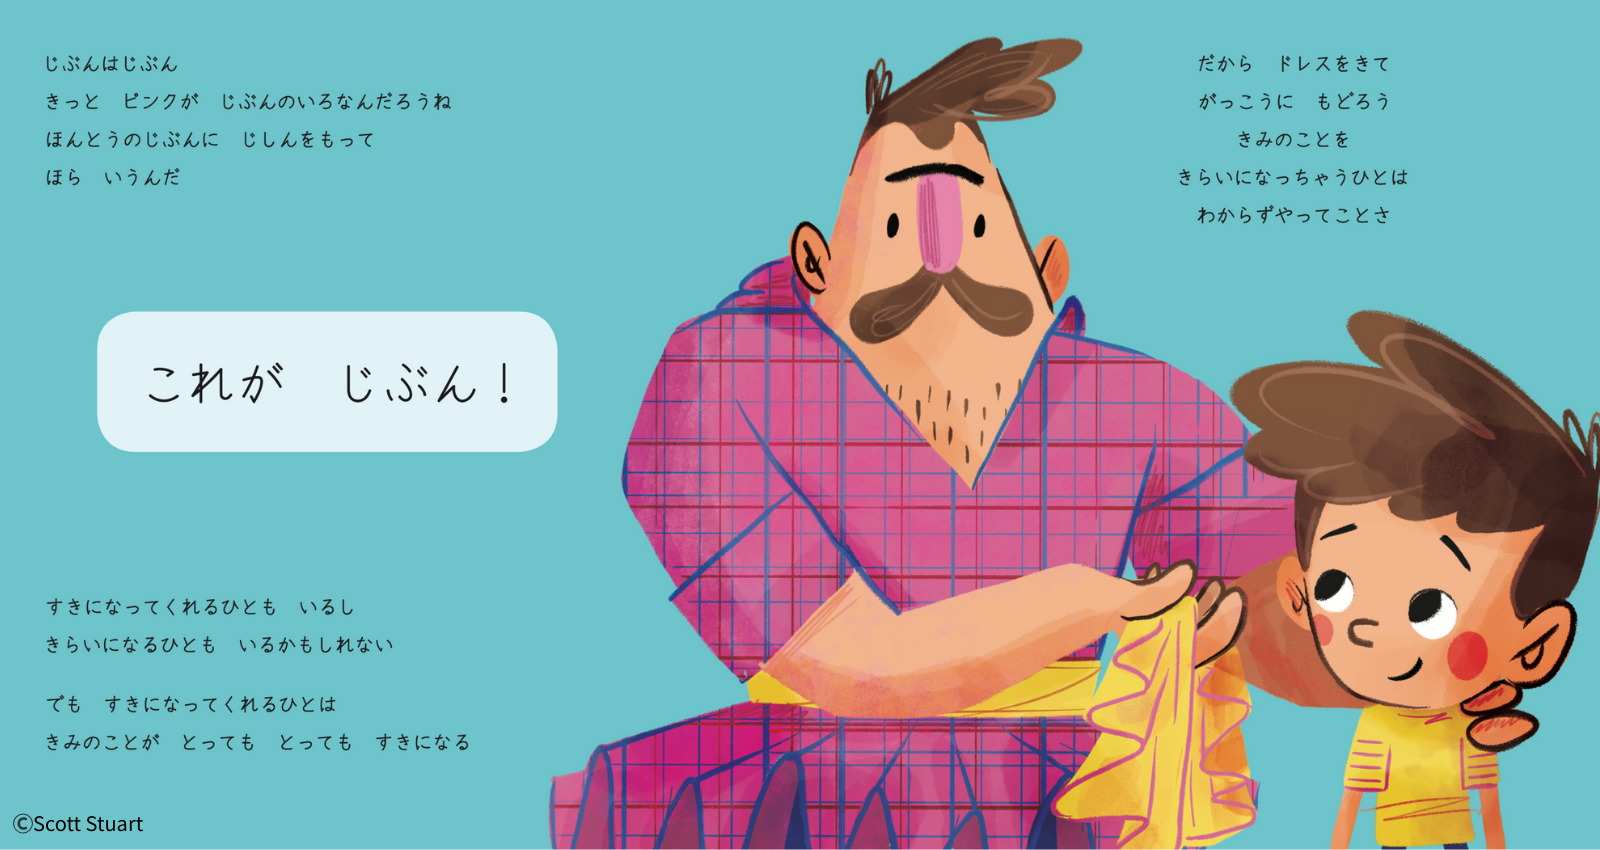 じぶんはじぶん
きっと　ピンクが　じぶんのいろなんだろうね
ほんとうのじぶんに　じしんをもって
ほら　いうんだ
これが　じぶん！
すきになってくれるひとも　いるし
きらいになるひとも　いるかもしれない
でも　すきになってくれるひとは
きみのことが　とっても　とっても　すきになる
だから　ドレスをきて
がっこうに　もどろう
きみのことを
きらいになっちゃうひとは
わからずやってことさ
©Scott Stuart